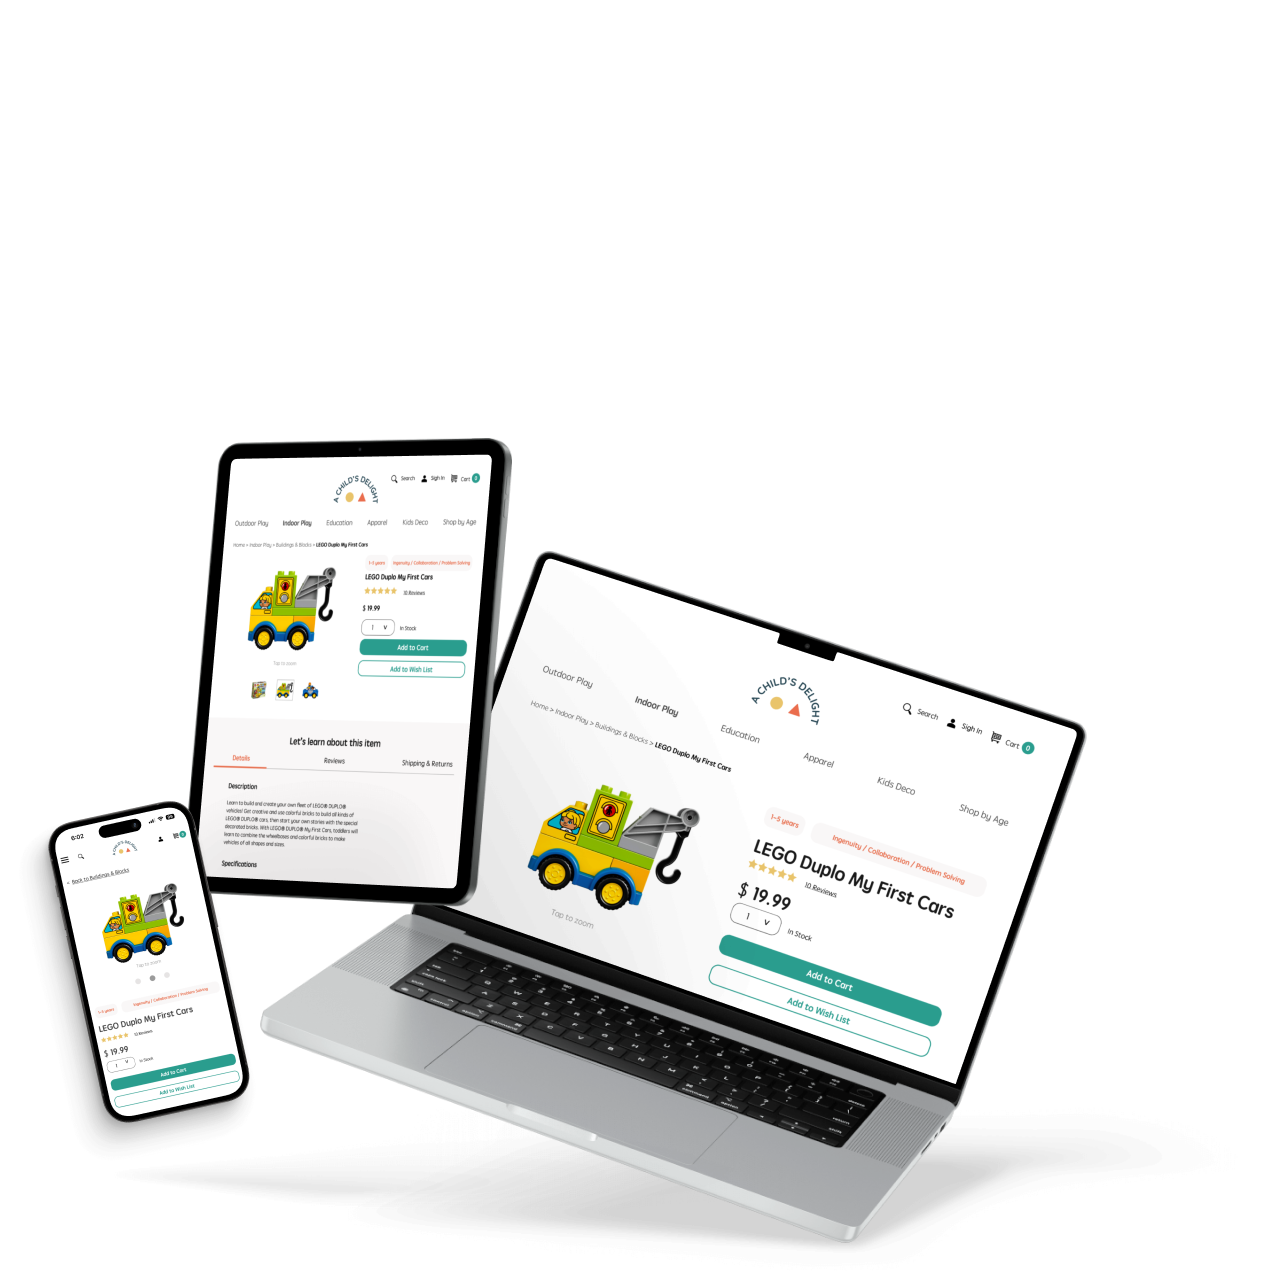 A CHILD'S DELIGHT
Search
Sigh In
Cart 0
Outdoor Play
Indoor Play
Education
Apparel
Kids Deco
Shop by Age
Home > Indoor Play > Buildings & Blocks > LEGO Duplo My First Cars
1-3 years
Ingenuity / Collaboration / Problem Solving
LEGO Duplo My First Cars
10 Reviews
$ 19.99
1
In Stock
Add to Cart
Add to Wish List
Tap to zoom
Let's learn about this item
Details
Reviews
Shipping & Returns
Description
Learn to build and create your own fleet of LEGO® DUPLO®
vehicles! Get creative and use colorful bricks to build all kinds of
LEGO® DUPLO® cars, then start your own stories with the special
decorated bricks. With LEGO® DUPLO® My First Cars, toddlers will
learn to combine the wheelbases and colorful bricks to make
vehicles of all shapes and sizes.
Specifications
A CHILD'S DELIGHT
Search
Sigh In
Cart 0
Outdoor Play
Indoor Play
Education
Apparel
Kids Deco
Shop by Age
Home > Indoor Play > Buildings & Blocks > LEGO Duplo My First Cars
1-5 years
Ingenuity / Collaboration / Problem Solving
LEGO Duplo My First Cars
10 Reviews
$ 19.99
1
In Stock
Add to Cart
Add to Wish List
Tap to zoom
6:02
A CHILD'S DELIGHT
< Back to Buildings & Blocks
Tap to zoom
1-5 years
Ingenuity / Collaboration / Problem Solving
LEGO Duplo My First Cars
10 Reviews
$ 19.99
1
In Stock
Add to Cart
Add to Wish List